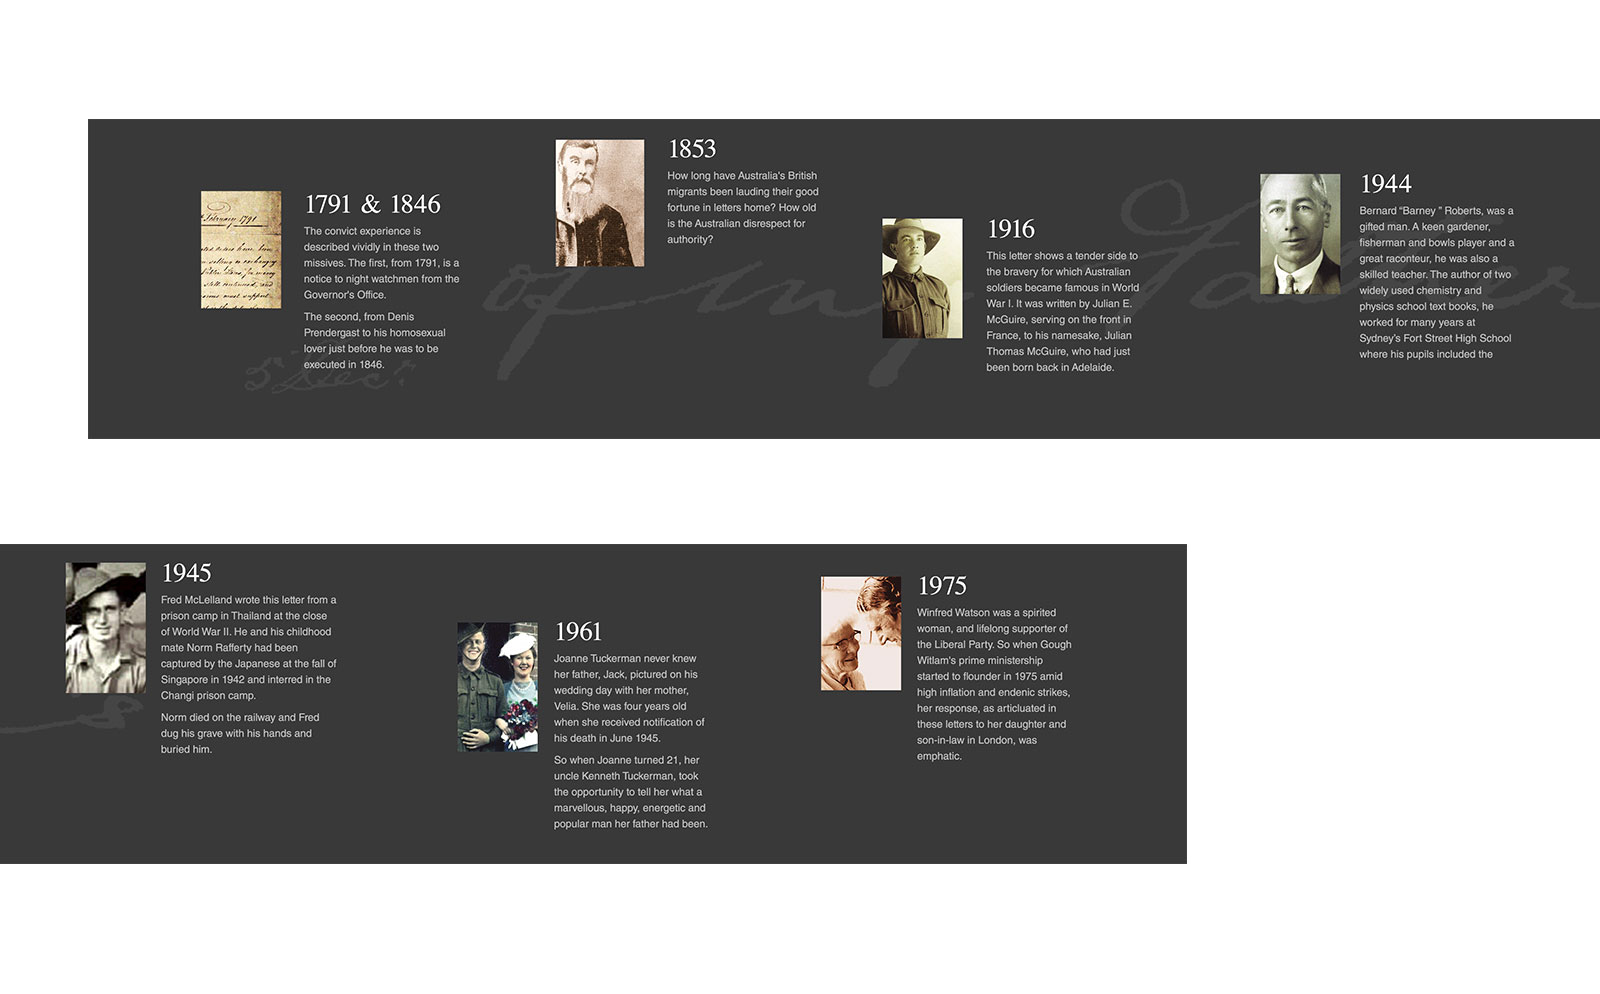 1791 & 1846
The convict experience is
described vividly in these two
missives. The first, from 1791, is a
notice to night watchmen from the
Governor's Office.
The second, from Denis
Prendergast to his homosexual
lover just before he was to be
executed in 1846.
February 1791
5 Dec.r
of my Father
1853
How long have Australia's British
migrants been lauding their good
fortune in letters home? How old
is the Australian disrespect for
authority?
1916
This letter shows a tender side to
the bravery for which Australian
soldiers became famous in World
War I. It was written by Julian E.
McGuire, serving on the front in
France, to his namesake, Julian
Thomas McGuire, who had just
been born back in Adelaide.
1944
Bernard “Barney ” Roberts, was a
gifted man. A keen gardener,
fisherman and bowls player and a
great raconteur, he was also a
skilled teacher. The author of two
widely used chemistry and
physics school text books, he
worked for many years at
Sydney's Fort Street High School
where his pupils included the
1945
Fred McLelland wrote this letter from a
prison camp in Thailand at the close
of World War II. He and his childhood
mate Norm Rafferty had been
captured by the Japanese at the fall of
Singapore in 1942 and interred in the
Changi prison camp.
Norm died on the railway and Fred
dug his grave with his hands and
buried him.
1961
Joanne Tuckerman never knew
her father, Jack, pictured on his
wedding day with her mother,
Velia. She was four years old
when she received notification of
his death in June 1945.
So when Joanne turned 21, her
uncle Kenneth Tuckerman, took
the opportunity to tell her what a
marvellous, happy, energetic and
popular man her father had been.
1975
Winfred Watson was a spirited
woman, and lifelong supporter of
the Liberal Party. So when Gough
Witlam's prime ministership
started to flounder in 1975 amid
high inflation and endenic strikes,
her response, as articluated in
these letters to her daughter and
son-in-law in London, was
emphatic.